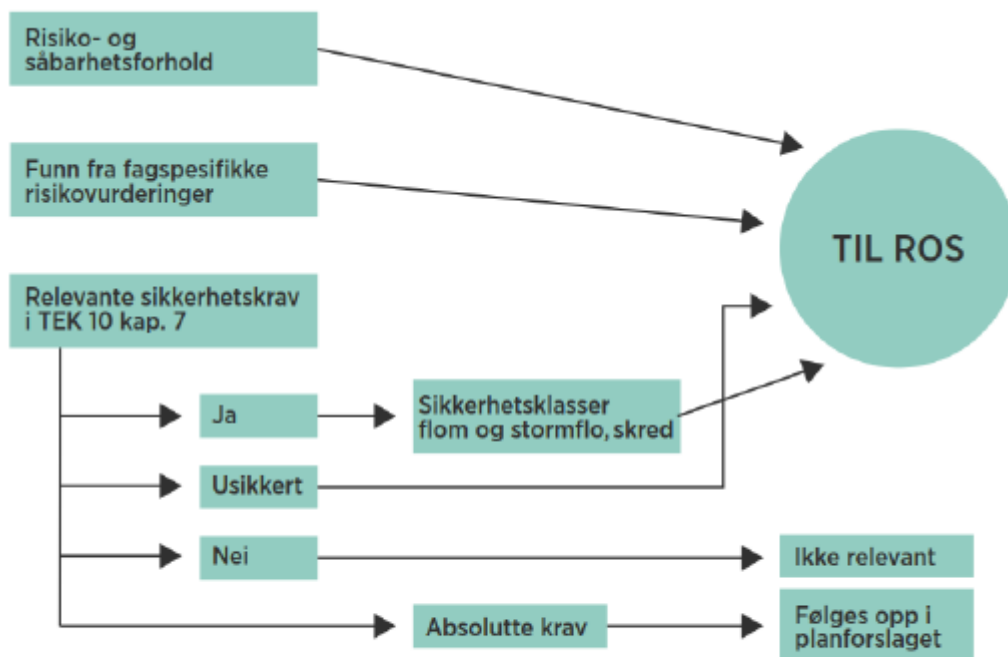 Risiko- og
såbarhetsforhold
Funn fra fagspesifikke
risikovurderinger
TIL ROS
Relevante sikkerhetskrav
i TEK 10 kap. 7
Ja
Sikkerhetsklasser
flom og stormflo, skred
Usikkert
Nei
Ikke relevant
Absolutte krav
Følges opp i
planforslaget